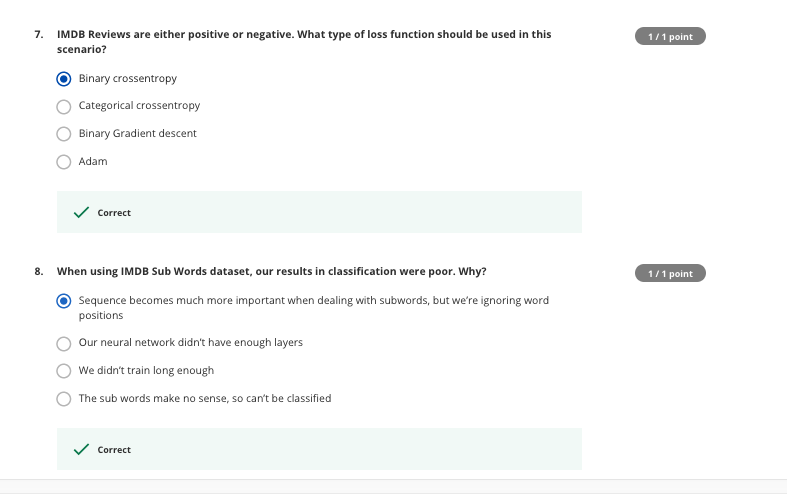 7. IMDB Reviews are either positive or negative. What type of loss function should be used in this
scenario?
1 / 1 point
Binary crossentropy
Categorical crossentropy
Binary Gradient descent
Adam
Correct
8. When using IMDB Sub Words dataset, our results in classification were poor. Why?
1 / 1 point
Sequence becomes much more important when dealing with subwords, but we’re ignoring word
positions
Our neural network didn’t have enough layers
We didn’t train long enough
The sub words make no sense, so can’t be classified
Correct